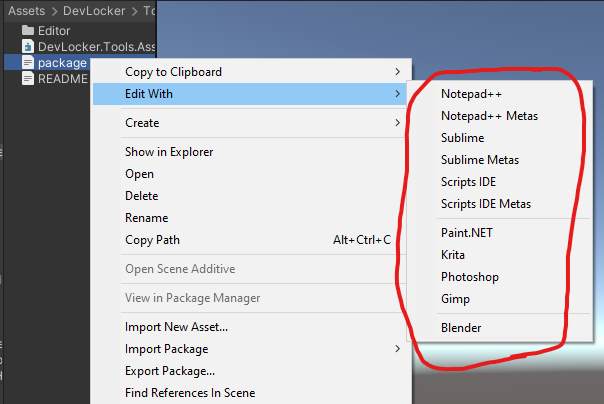 Assets > DevLocker > To
Editor
DevLocker.Tools.Ass
package
README
Copy to Clipboard
Edit With
Create
Show in Explorer
Open
Delete
Rename
Copy Path Alt+Ctrl+C
Open Scene Additive
View in Package Manager
Import New Asset...
Import Package
Export Package...
Find References In Scene
Notepad++
Notepad++ Metas
Sublime
Sublime Metas
Scripts IDE
Scripts IDE Metas
Paint.NET
Krita
Photoshop
Gimp
Blender